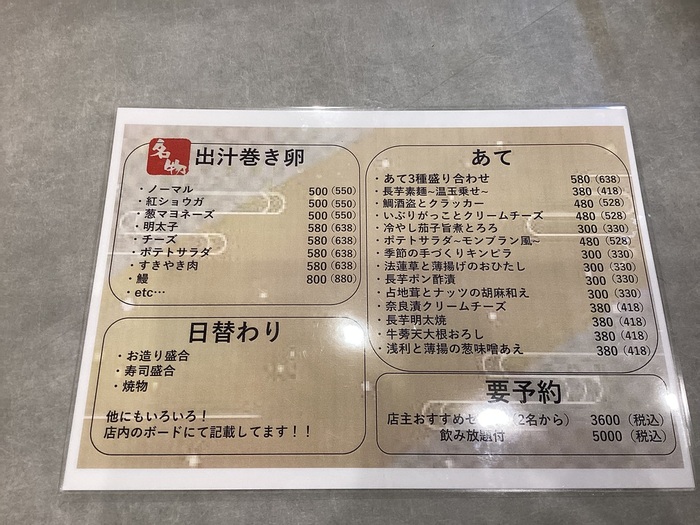 名物 出汁巻き卵
・ノーマル 500(550)
・紅ショウガ 500(550)
・葱マヨネーズ 500(550)
・明太子 580(638)
・チーズ 580(638)
・ポテトサラダ 580(638)
・すきやき肉 580(638)
・鰻 800(880)
・etc…
日替わり
・お造り盛合
・寿司盛合
・焼物
他にもいろいろ！
店内のボードにて記載してます！！
あて
・あて3種盛り合わせ 580(638)
・長芋素麺~温玉乗せ~ 380(418)
・鯛酒盗とクラッカー 480(528)
・いぶりがっことクリームチーズ 480(528)
・冷やし茄子旨煮とろろ 300(330)
・ポテトサラダ~モンブラン風~ 480(528)
・季節の手づくりキンピラ 300(330)
・法蓮草と薄揚げのおひたし 300(330)
・長芋ポン酢漬 300(330)
・占地茸とナッツの胡麻和え 300(330)
・奈良漬クリームチーズ 380(418)
・長芋明太焼 380(418)
・牛蒡天大根おろし 380(418)
・浅利と薄揚の葱味噌あえ 380(418)
要予約
店主おすすめセ 2名から） 3600（税込）
飲み放題付 5000（税込）